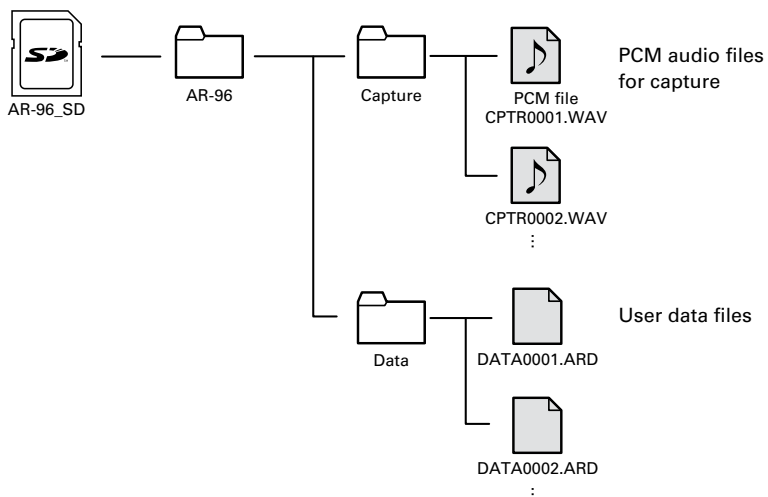 SD
AR-96_SD
AR-96
Capture
PCM file
CPTR0001.WAV
PCM audio files
for capture
CPTR0002.WAV
⋮
Data
DATA0001.ARD
User data files
DATA0002.ARD
⋮